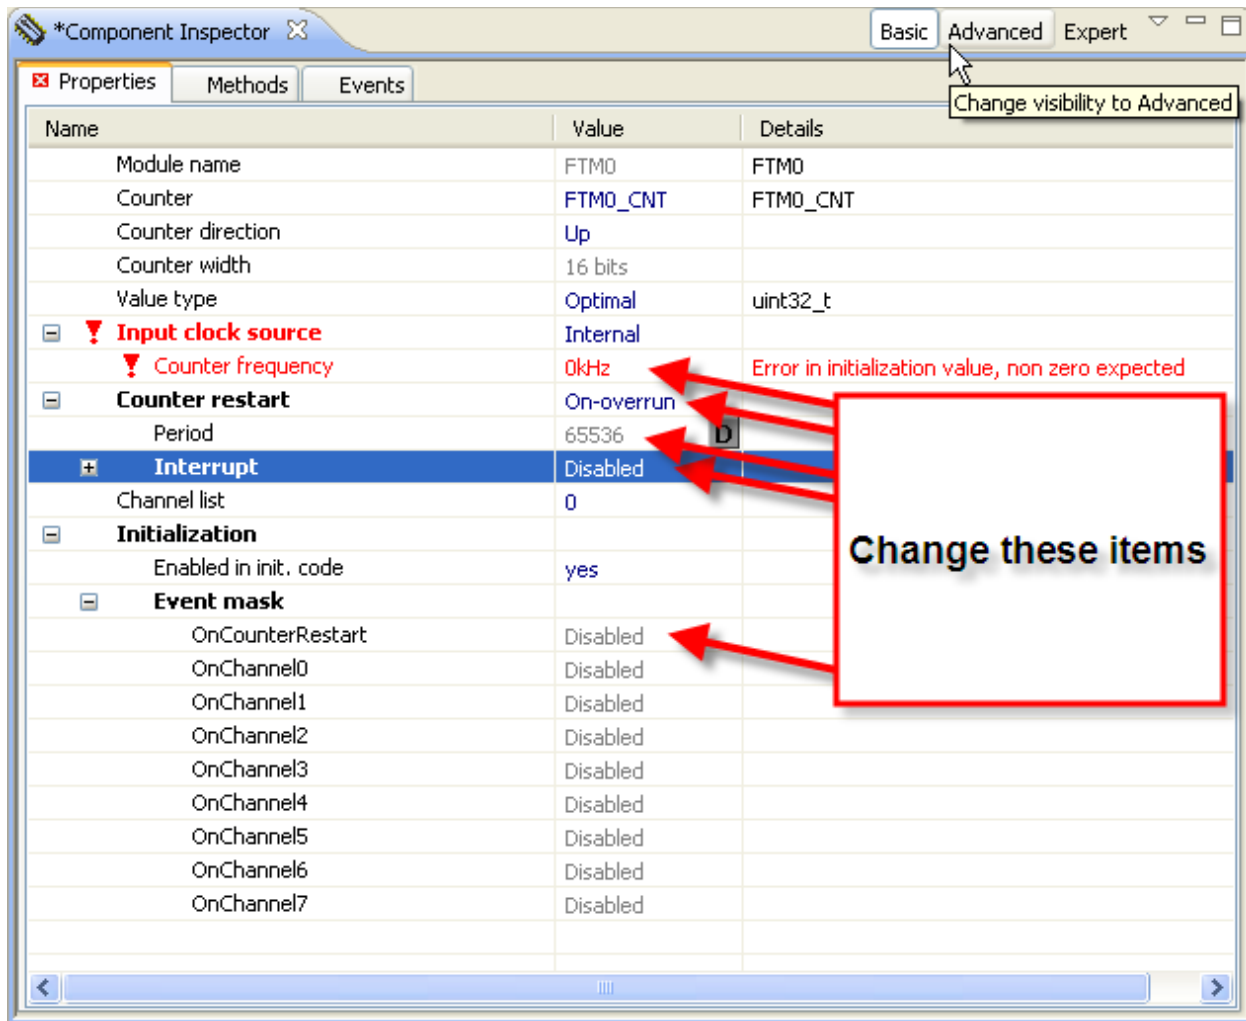 *Component Inspector
Basic Advanced Expert
Change visibility to Advanced
Properties Methods Events
Name Value Details
Module name FTM0 FTM0
Counter FTM0_CNT FTM0_CNT
Counter direction Up
Counter width 16 bits
Value type Optimal uint32_t
Input clock source Internal
Counter frequency 0kHz Error in initialization value, non zero expected
Counter restart On-overrun
Period 65536 D
Interrupt Disabled
Channel list 0
Initialization
Change these items
Enabled in init. code yes
Event mask
OnCounterRestart Disabled
OnChannel0 Disabled
OnChannel1 Disabled
OnChannel2 Disabled
OnChannel3 Disabled
OnChannel4 Disabled
OnChannel5 Disabled
OnChannel6 Disabled
OnChannel7 Disabled